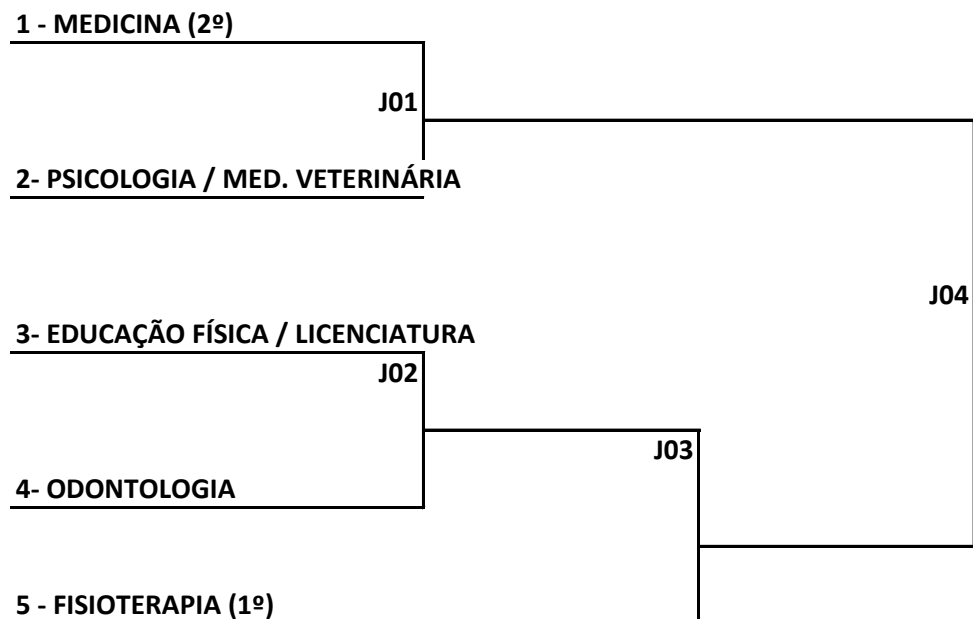 1 - MEDICINA (2º)
J01
2- PSICOLOGIA / MED. VETERINÁRIA
J04
3- EDUCAÇÃO FÍSICA / LICENCIATURA
J02
J03
4- ODONTOLOGIA
5 - FISIOTERAPIA (1º)